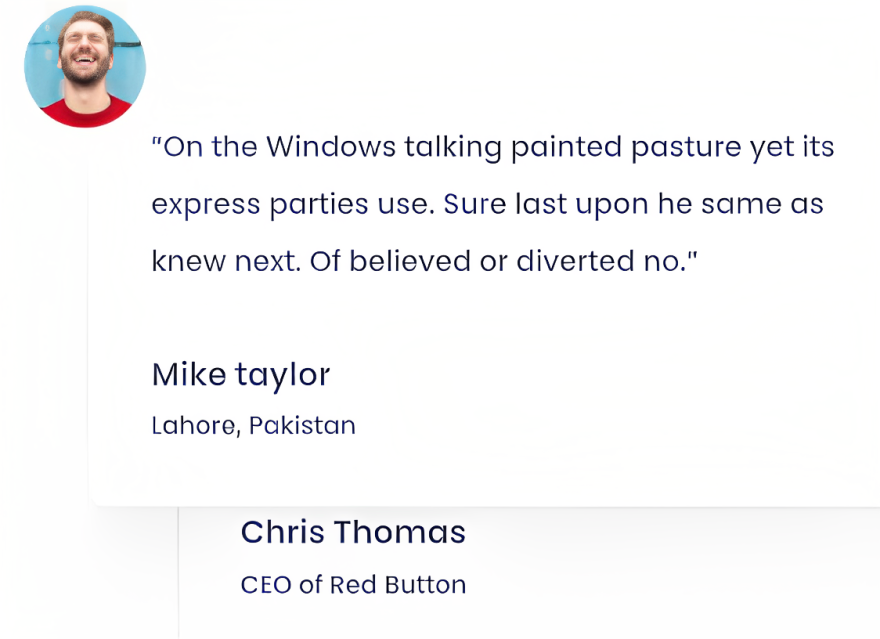 "On the Windows talking painted pasture yet its
express parties use. Sure last upon he same as
knew next. Of believed or diverted no."
Mike taylor
Lahore, Pakistan
Chris Thomas
CEO of Red Button